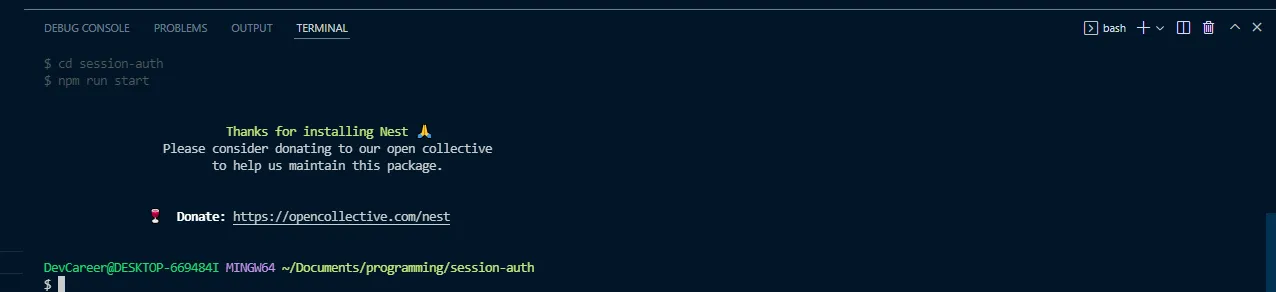 DEBUG CONSOLE PROBLEMS OUTPUT TERMINAL bash
$ cd session-auth
$ npm run start
Thanks for installing Nest 🙏
Please consider donating to our open collective
to help us maintain this package.
🍷 Donate: https://opencollective.com/nest
DevCareer@DESKTOP-669484I MINGW64 ~/Documents/programming/session-auth
$